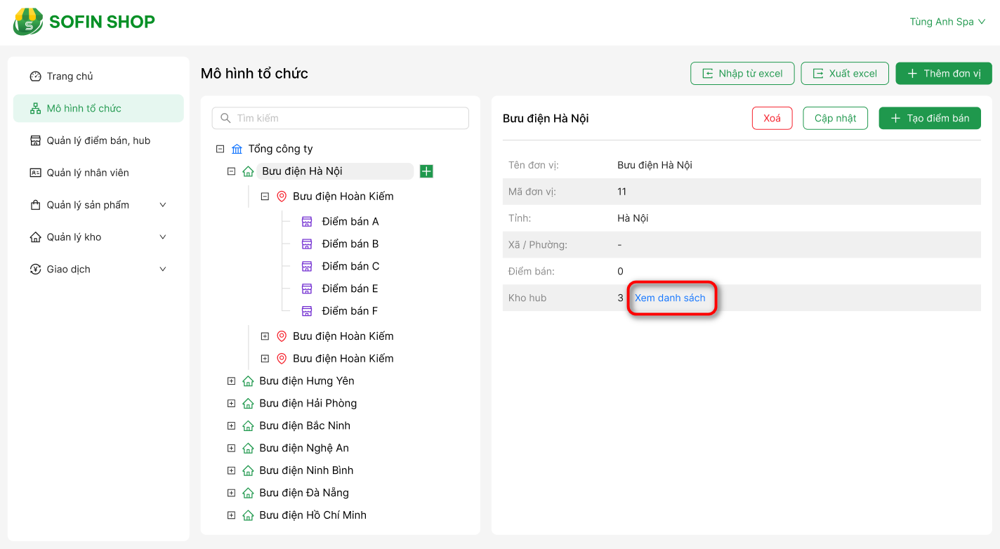 SOFIN SHOP
Tùng Anh Spa
Trang chủ
Mô hình tổ chức
Quản lý điểm bán, hub
Quản lý nhân viên
Quản lý sản phẩm
Quản lý kho
Giao dịch
Mô hình tổ chức
Nhập từ excel
Xuất excel
Thêm đơn vị
Tìm kiếm
Tổng công ty
Bưu điện Hà Nội
Bưu điện Hoàn Kiếm
Điểm bán A
Điểm bán B
Điểm bán C
Điểm bán E
Điểm bán F
Bưu điện Hoàn Kiếm
Bưu điện Hoàn Kiếm
Bưu điện Hưng Yên
Bưu điện Hải Phòng
Bưu điện Bắc Ninh
Bưu điện Nghệ An
Bưu điện Ninh Bình
Bưu điện Đà Nẵng
Bưu điện Hồ Chí Minh
Bưu điện Hà Nội
Xoá
Cập nhật
Tạo điểm bán
Tên đơn vị: Bưu điện Hà Nội
Mã đơn vị: 11
Tỉnh: Hà Nội
Xã / Phường: -
Điểm bán: 0
Kho hub 3 Xem danh sách